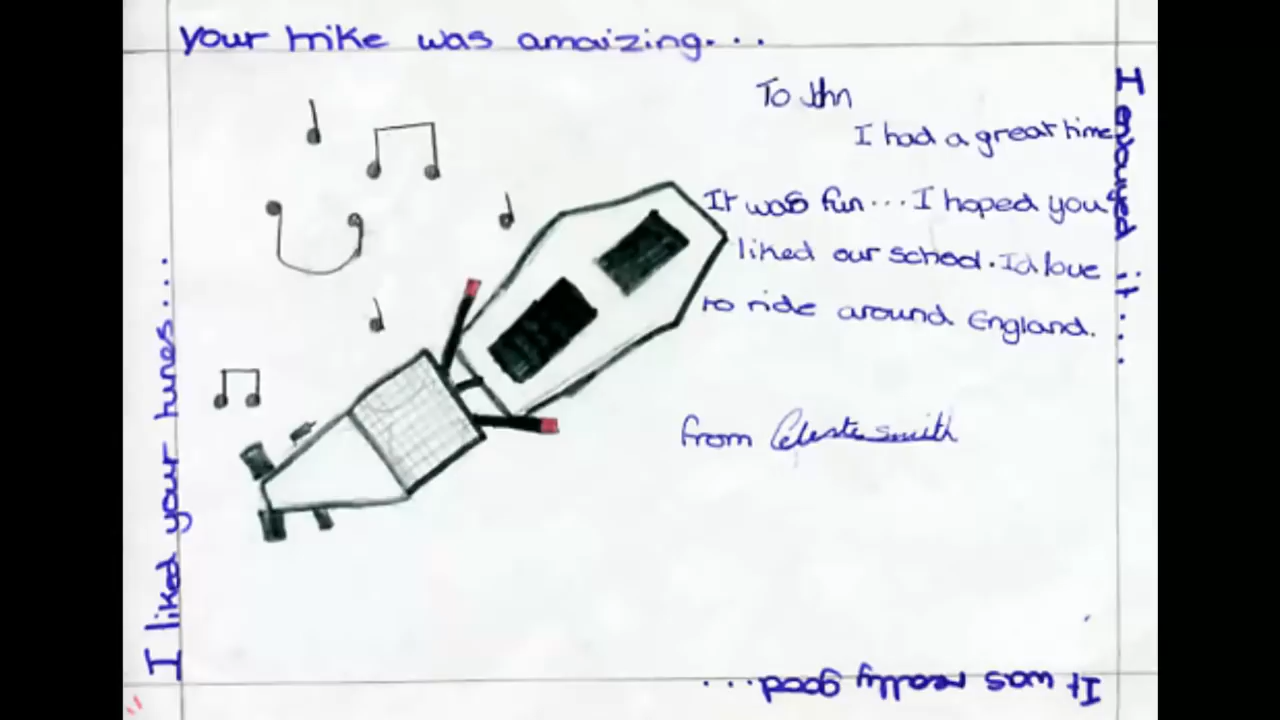 your trike was amaizing...
To John
I had a great time
It was fun... I hoped you
liked our school. I'd love
to ride around England.
from Celeste smith
I enjoyed it....
It was really good....
I liked your tunes...